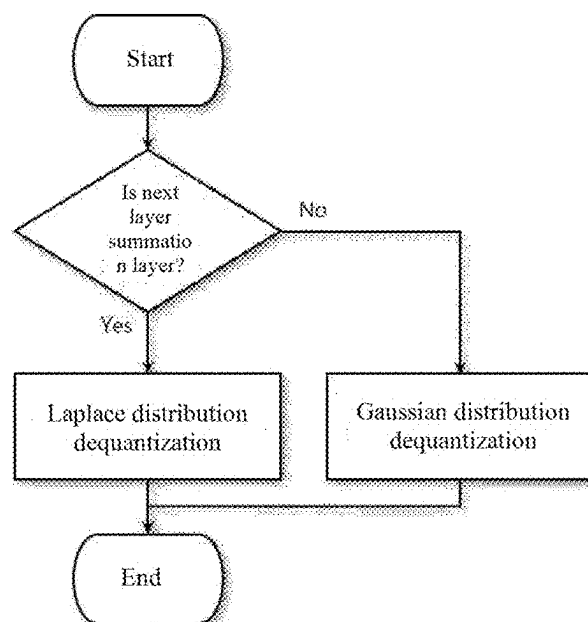 Start
Is next
layer
summatio
n layer?
No
Yes
Laplace distribution
dequantization
Gaussian distribution
dequantization
End